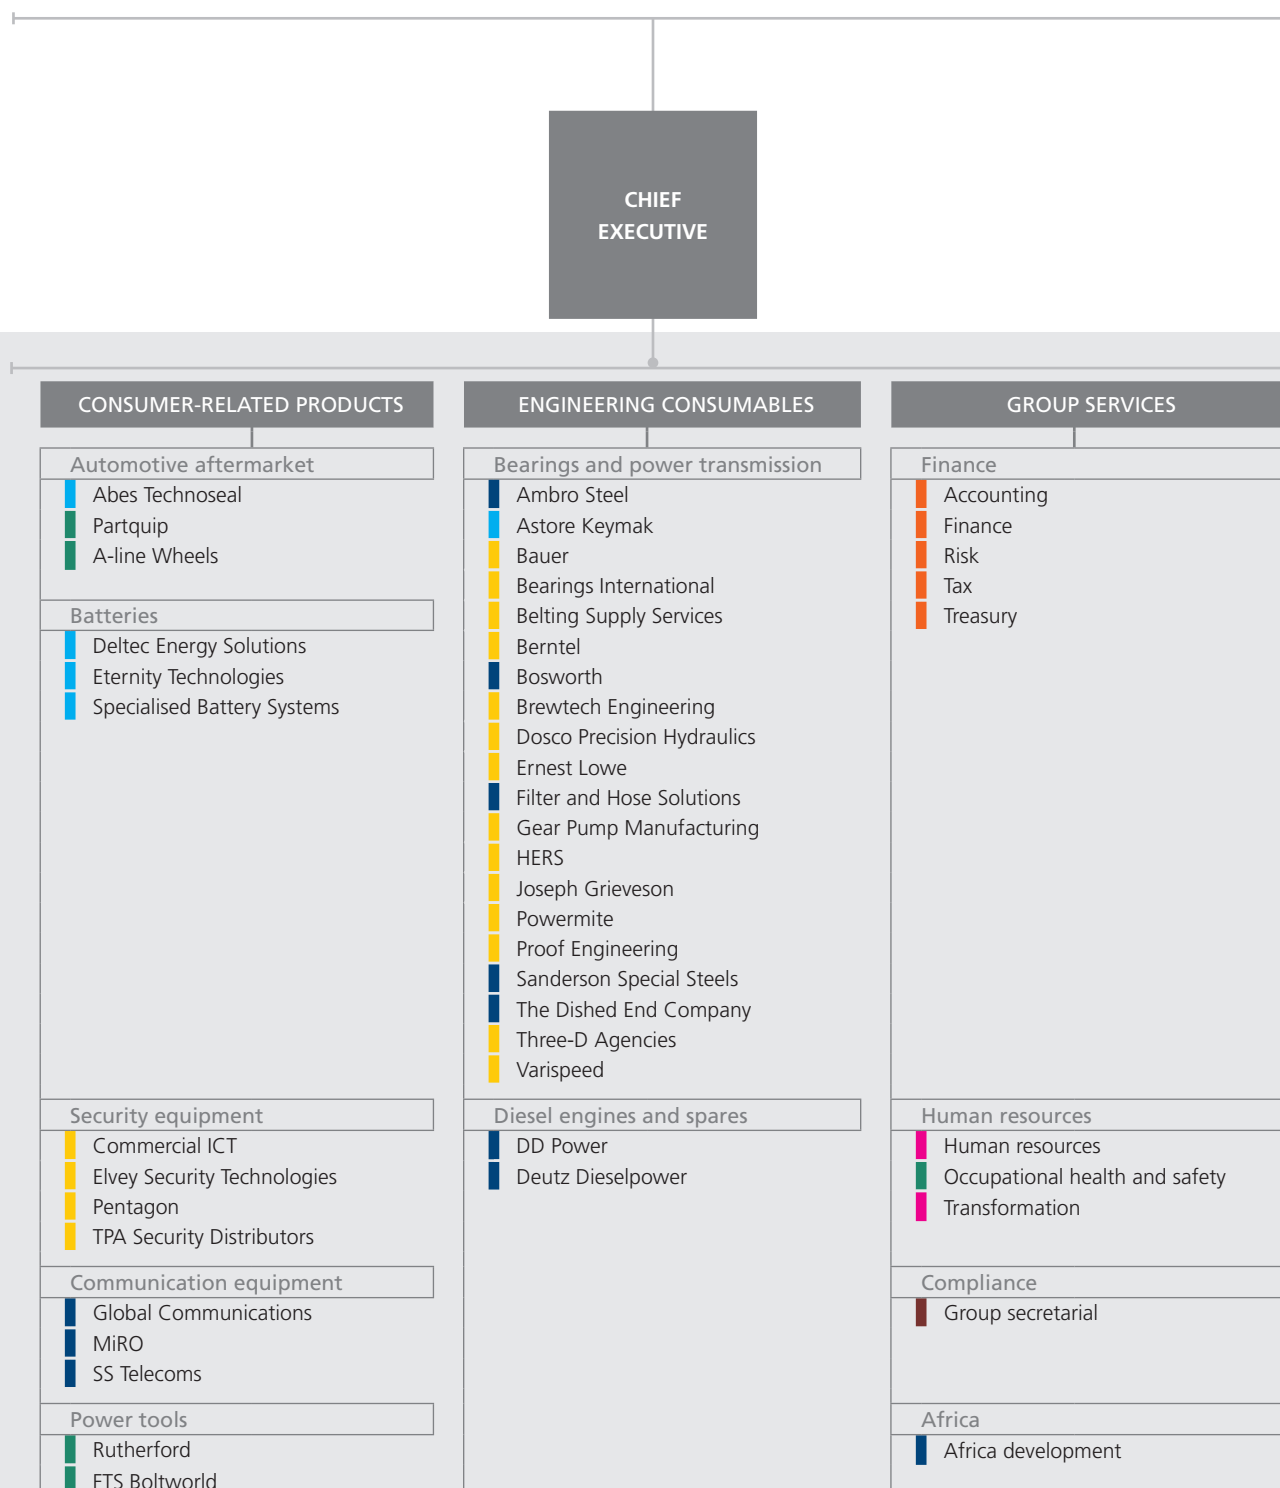 CHIEF
EXECUTIVE
CONSUMER-RELATED PRODUCTS
Automotive aftermarket
Abes Technoseal
Partquip
A-line Wheels
Batteries
Deltec Energy Solutions
Eternity Technologies
Specialised Battery Systems
Security equipment
Commercial ICT
Elvey Security Technologies
Pentagon
TPA Security Distributors
Communication equipment
Global Communications
MiRO
SS Telecoms
Power tools
Rutherford
FTS Boltworld
ENGINEERING CONSUMABLES
Bearings and power transmission
Ambro Steel
Astore Keymak
Bauer
Bearings International
Belting Supply Services
Berntel
Bosworth
Brewtech Engineering
Dosco Precision Hydraulics
Ernest Lowe
Filter and Hose Solutions
Gear Pump Manufacturing
HERS
Joseph Grieveson
Powermite
Proof Engineering
Sanderson Special Steels
The Dished End Company
Three-D Agencies
Varispeed
Diesel engines and spares
DD Power
Deutz Dieselpower
GROUP SERVICES
Finance
Accounting
Finance
Risk
Tax
Treasury
Human resources
Human resources
Occupational health and safety
Transformation
Compliance
Group secretarial
Africa
Africa development